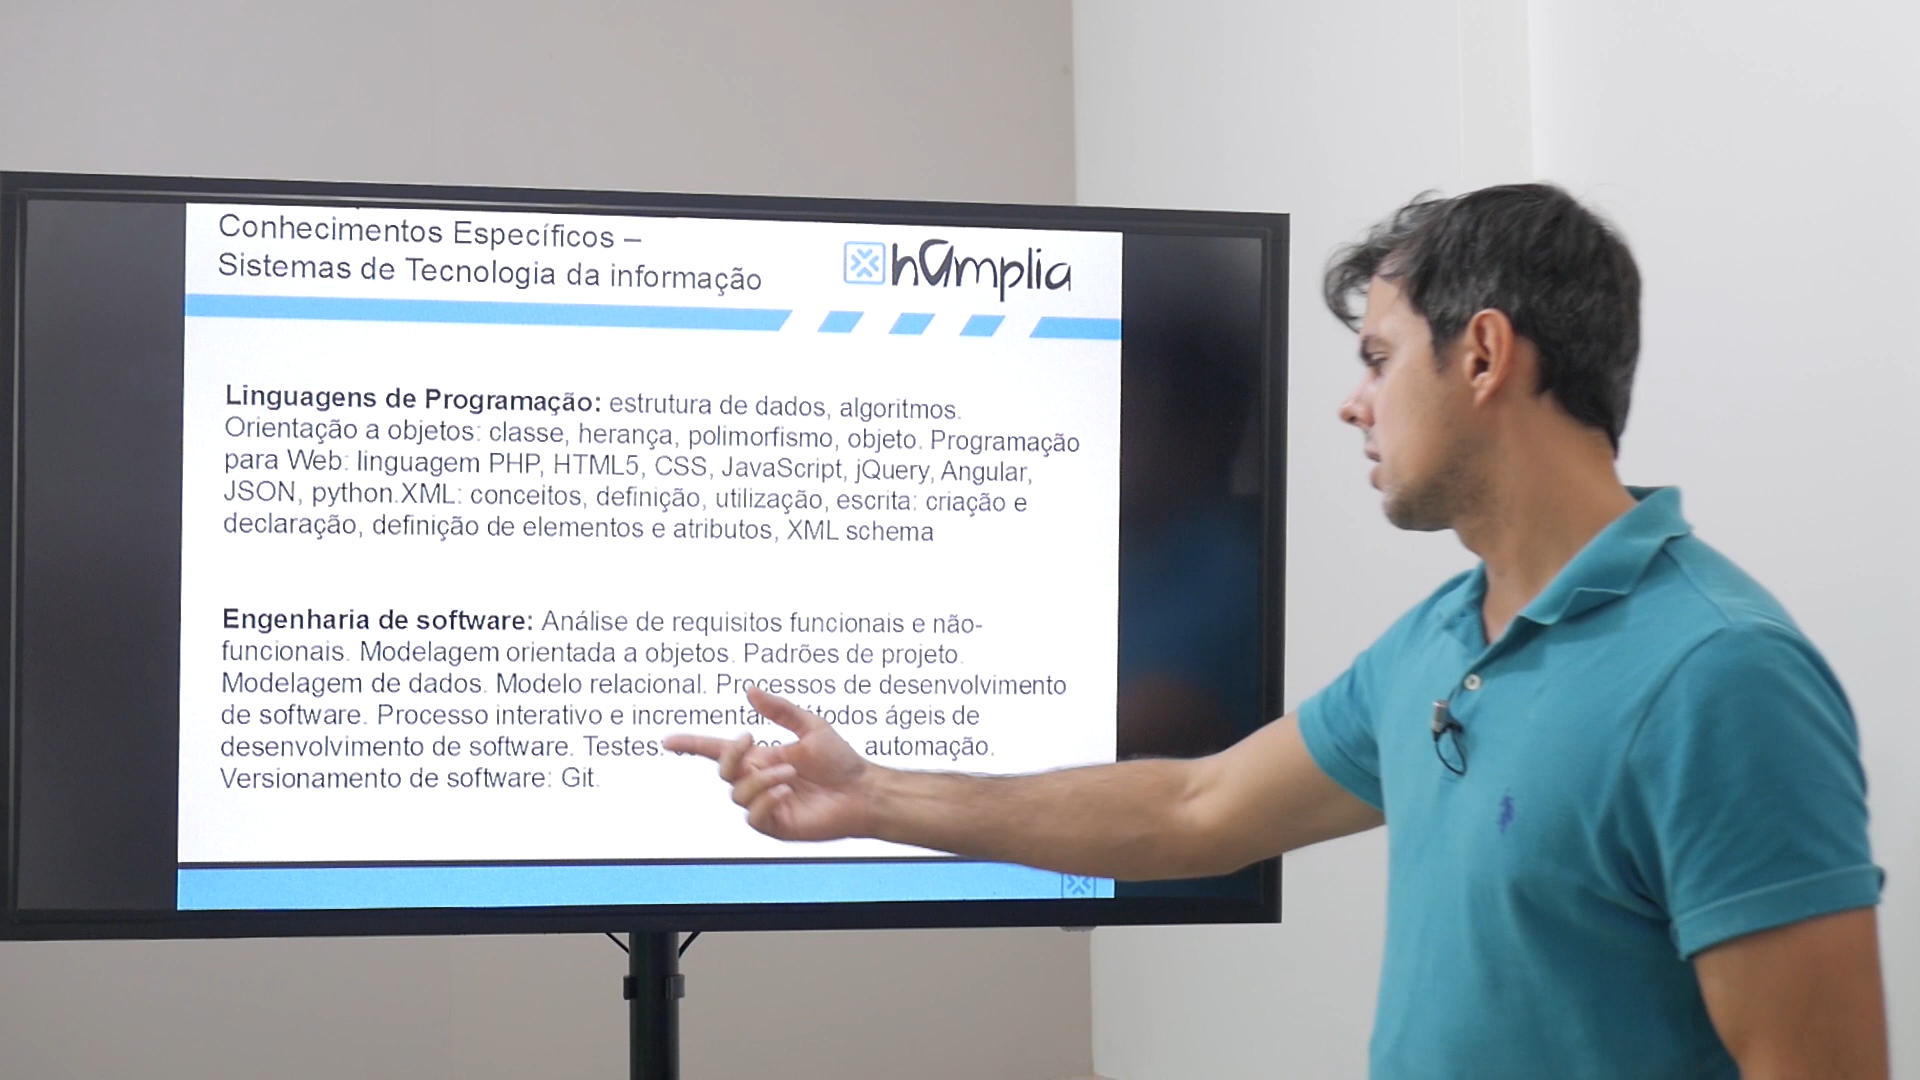 Conhecimentos Específicos –
Sistemas de Tecnologia da informação
hamplia
Linguagens de Programação: estrutura de dados, algoritmos.
Orientação a objetos: classe, herança, polimorfismo, objeto. Programação
para Web: linguagem PHP, HTML5, CSS, JavaScript, jQuery, Angular,
JSON, python.XML: conceitos, definição, utilização, escrita: criação e
declaração, definição de elementos e atributos, XML schema
Engenharia de software: Análise de requisitos funcionais e não-
funcionais. Modelagem orientada a objetos. Padrões de projeto.
Modelagem de dados. Modelo relacional. Processos de desenvolvimento
de software. Processo interativo e incremental. Métodos ágeis de
desenvolvimento de software. Testes: automação.
Versionamento de software: Git.